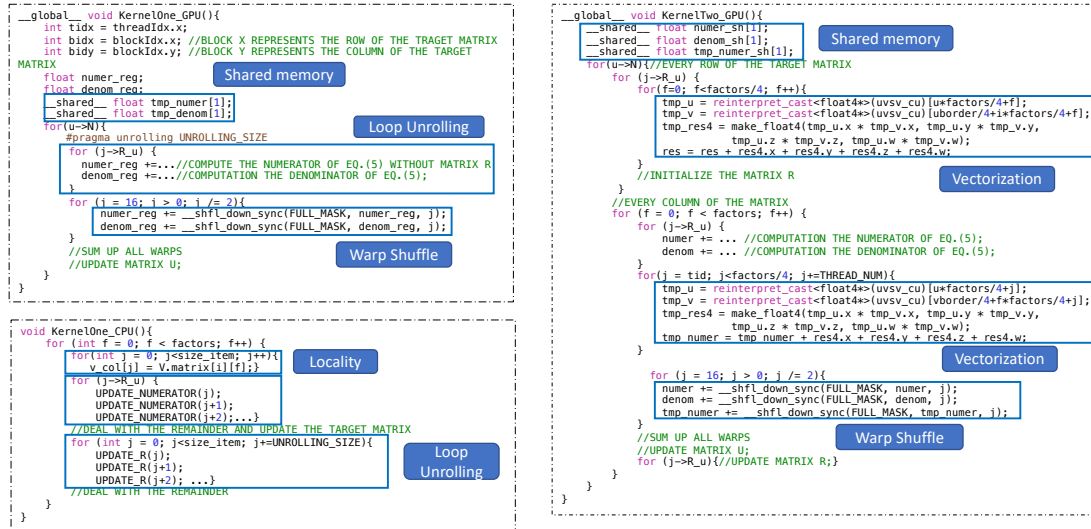 __global__ void KernelOne_GPU(){
int tidx = threadIdx.x;
int bidx = blockIdx.x; //BLOCK X REPRESENTS THE ROW OF THE TRAGET MATRIX
int bidy = blockIdx.y; //BLOCK Y REPRESENTS THE COLUMN OF THE TARGET
MATRIX
Shared memory
float numer_reg;
float denom_reg;
__shared__ float tmp_numer[1];
__shared__ float tmp_denom[1];
for(u->N){
Loop Unrolling
#pragma unrolling UNROLLING_SIZE
for (j->R_u) {
numer_reg +=...//COMPUTE THE NUMERATOR OF EQ.(5) WITHOUT MATRIX R
denom_reg +=...//COMPUTATION THE DENOMINATOR OF EQ.(5);
}
for (j = 16; j > 0; j /= 2){
numer_reg += __shfl_down_sync(FULL_MASK, numer_reg, j);
denom_reg += __shfl_down_sync(FULL_MASK, denom_reg, j);
}
Warp Shuffle
//SUM UP ALL WARPS
//UPDATE MATRIX U;
}
}
void KernelOne_CPU(){
for (int f = 0; f < factors; f++) {
for(int j = 0; j<size_item; j++){
v_col[j] = V.matrix[i][f];}
Locality
for (j->R_u) {
UPDATE_NUMERATOR(j);
UPDATE_NUMERATOR(j+1);
UPDATE_NUMERATOR(j+2);...}
//DEAL WITH THE REMAINDER AND UPDATE THE TARGET MATRIX
for (int j = 0; j<size_item; j+=UNROLLING_SIZE){
UPDATE_R(j);
UPDATE_R(j+1);
UPDATE_R(j+2); ...}
Loop
Unrolling
//DEAL WITH THE REMAINDER
}
}
__global__ void KernelTwo_GPU(){
__shared__ float numer_sh[1];
__shared__ float denom_sh[1];
__shared__ float tmp_numer_sh[1];
Shared memory
for(u->N){//EVERY ROW OF THE TARGET MATRIX
for (j->R_u) {
for(f=0; f<factors/4; f++){
tmp_u = reinterpret_cast<float4*>(uvsv_cu)[u*factors/4+f];
tmp_v = reinterpret_cast<float4*>(uvsv_cu)[uborder/4+i*factors/4+f];
tmp_res4 = make_float4(tmp_u.x * tmp_v.x, tmp_u.y * tmp_v.y,
tmp_u.z * tmp_v.z, tmp_u.w * tmp_v.w);
res = res + res4.x + res4.y + res4.z + res4.w;
}
//INITIALIZE THE MATRIX R
Vectorization
}
//EVERY COLUMN OF THE MATRIX
for (f = 0; f < factors; f++) {
for (j->R_u) {
numer += ... //COMPUTATION THE NUMERATOR OF EQ.(5);
denom += ... //COMPUTATION THE DENOMINATOR OF EQ.(5);
}
for(j = tid; j<factors/4; j+=THREAD_NUM){
tmp_u = reinterpret_cast<float4*>(uvsv_cu)[u*factors/4+j];
tmp_v = reinterpret_cast<float4*>(uvsv_cu)[vborder/4+f*factors/4+j];
tmp_res4 = make_float4(tmp_u.x * tmp_v.x, tmp_u.y * tmp_v.y,
tmp_u.z * tmp_v.z, tmp_u.w * tmp_v.w);
tmp_numer = tmp_numer + res4.x + res4.y + res4.z + res4.w;
}
Vectorization
for (j = 16; j > 0; j /= 2){
numer += __shfl_down_sync(FULL_MASK, numer, j);
denom += __shfl_down_sync(FULL_MASK, denom, j);
tmp_numer += __shfl_down_sync(FULL_MASK, tmp_numer, j);
}
Warp Shuffle
//SUM UP ALL WARPS
//UPDATE MATRIX U;
for (j->R_u){//UPDATE MATRIX R;}
}
}
}